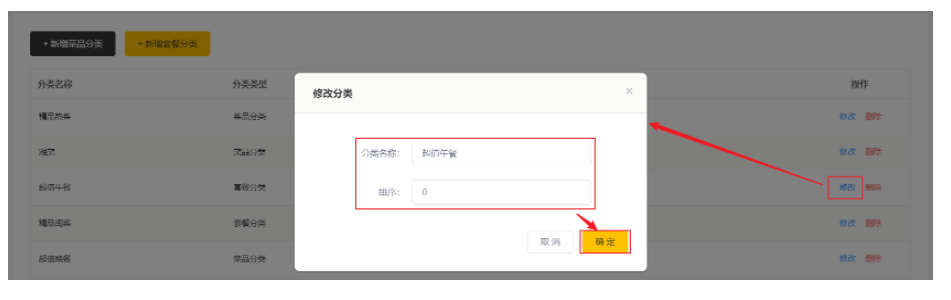 + 新增菜品分类 + 新增套餐分类
分类名称 分类类型 操作
修改分类 ×
精品热菜 菜品分类 修改 删除
分类名称: 超值午餐
湘菜 菜品分类 修改 删除
超值午餐 套餐分类 修改 删除
排序: 0
精品闽菜 套餐分类 修改 删除
取消 确定
超值晚餐 菜品分类 修改 删除